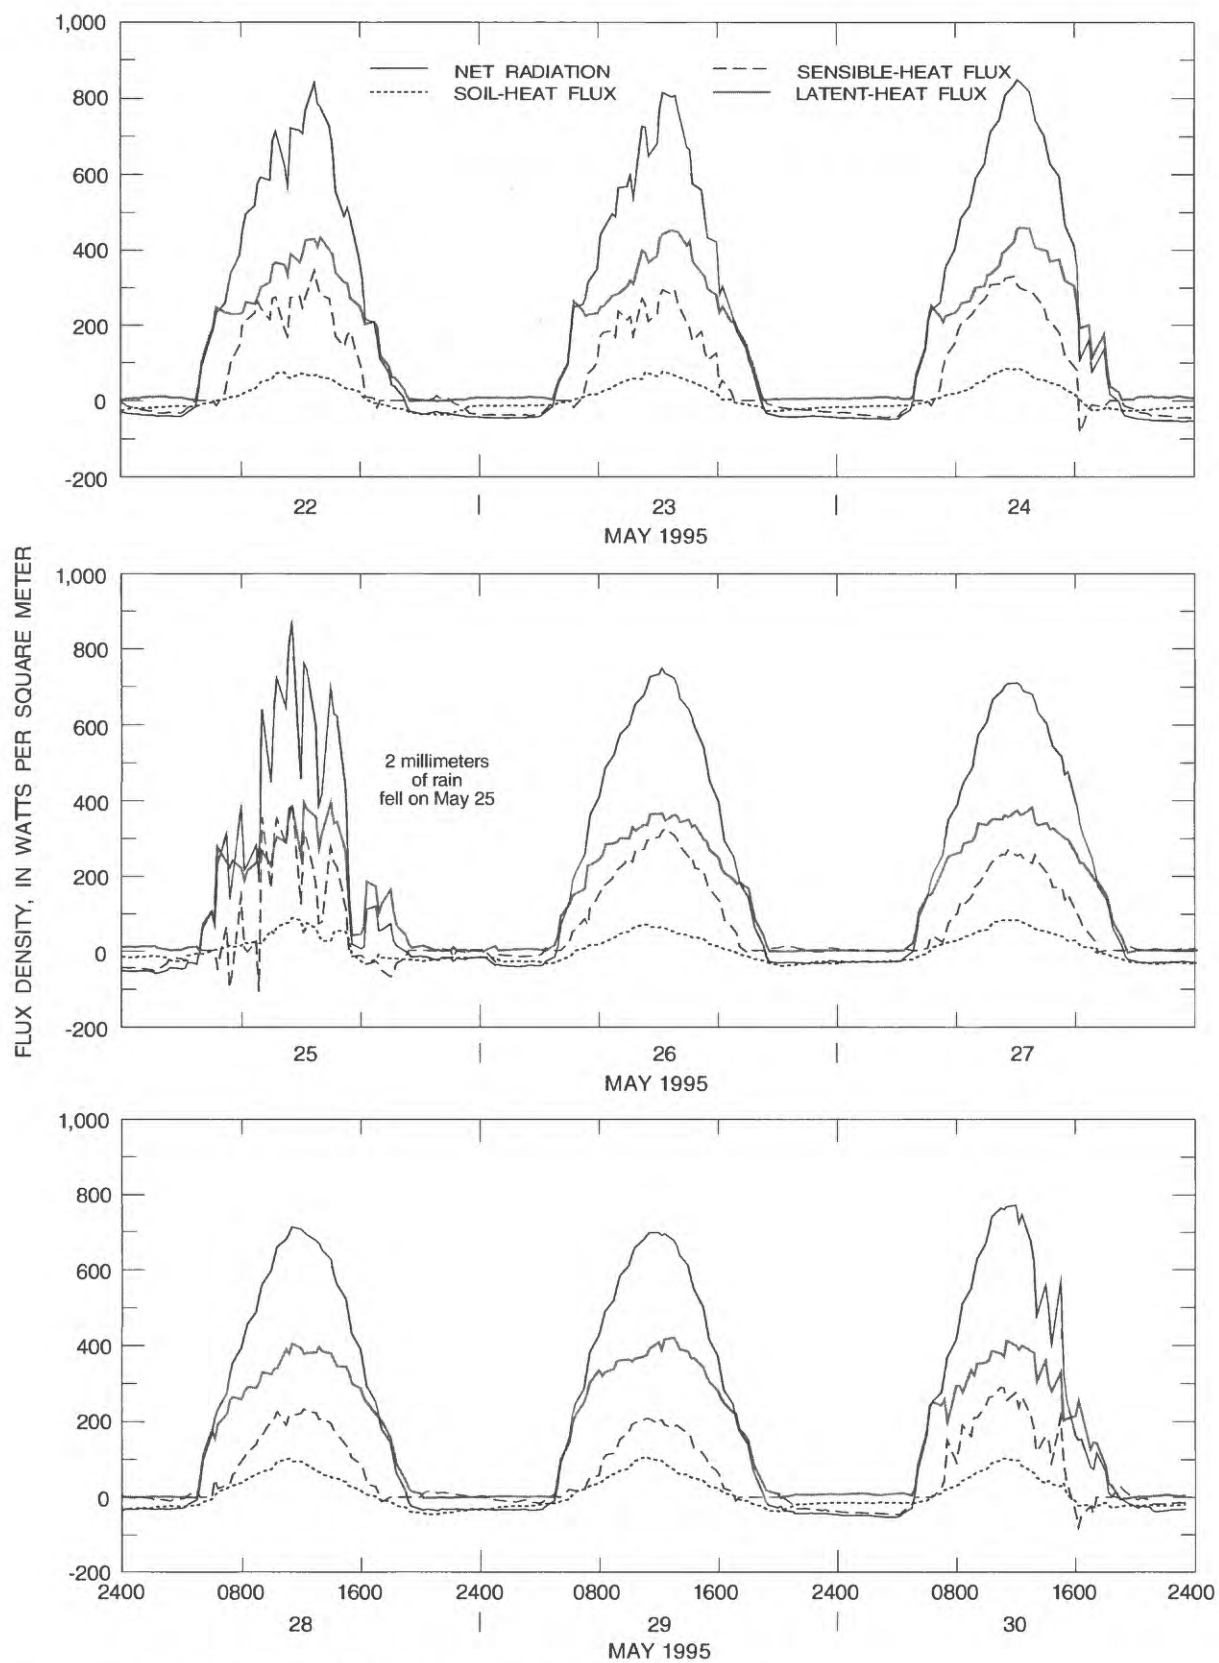 FLUX DENSITY, IN WATTS PER SQUARE METER
1,000
800
600
400
200
0
-200
NET RADIATION
SOIL-HEAT FLUX
SENSIBLE-HEAT FLUX
LATENT-HEAT FLUX
22 | 23 | 24
MAY 1995
1,000
800
600
400
200
0
-200
2 millimeters
of rain
fell on May 25
25 | 26 | 27
MAY 1995
1,000
800
600
400
200
0
-200
2400 0800 1600 2400 0800 1600 2400 0800 1600 2400
28 | 29 | 30
MAY 1995